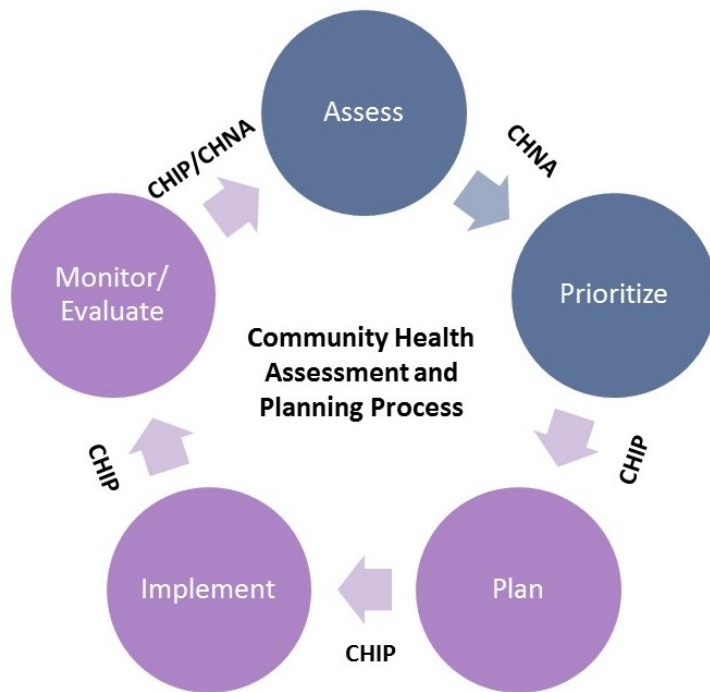 Assess
CHNA
Prioritize
CHIP
Plan
CHIP
Implement
CHIP
Monitor/
Evaluate
CHIP/CHNA
Community Health
Assessment and
Planning Process